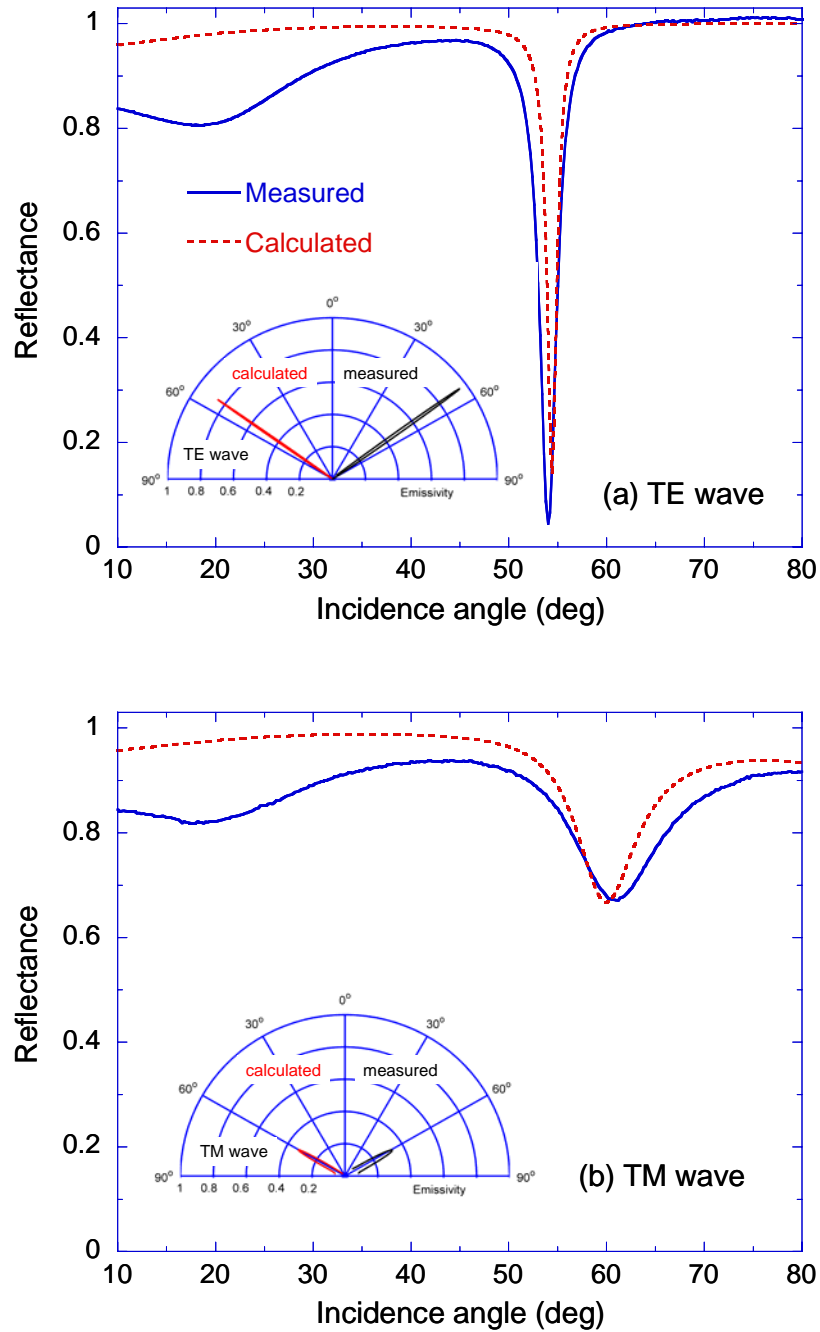 1
0.8
0.6
0.4
0.2
0
Reflectance
Measured
Calculated
0°
30° 30°
60° 60°
90° 90°
calculated measured
TE wave
1 0.8 0.6 0.4 0.2 Emissivity
(a) TE wave
10 20 30 40 50 60 70 80
Incidence angle (deg)
1
0.8
0.6
0.4
0.2
0
Reflectance
0°
30° 30°
60° 60°
90° 90°
calculated measured
TM wave
1 0.8 0.6 0.4 0.2 Emissivity
(b) TM wave
10 20 30 40 50 60 70 80
Incidence angle (deg)